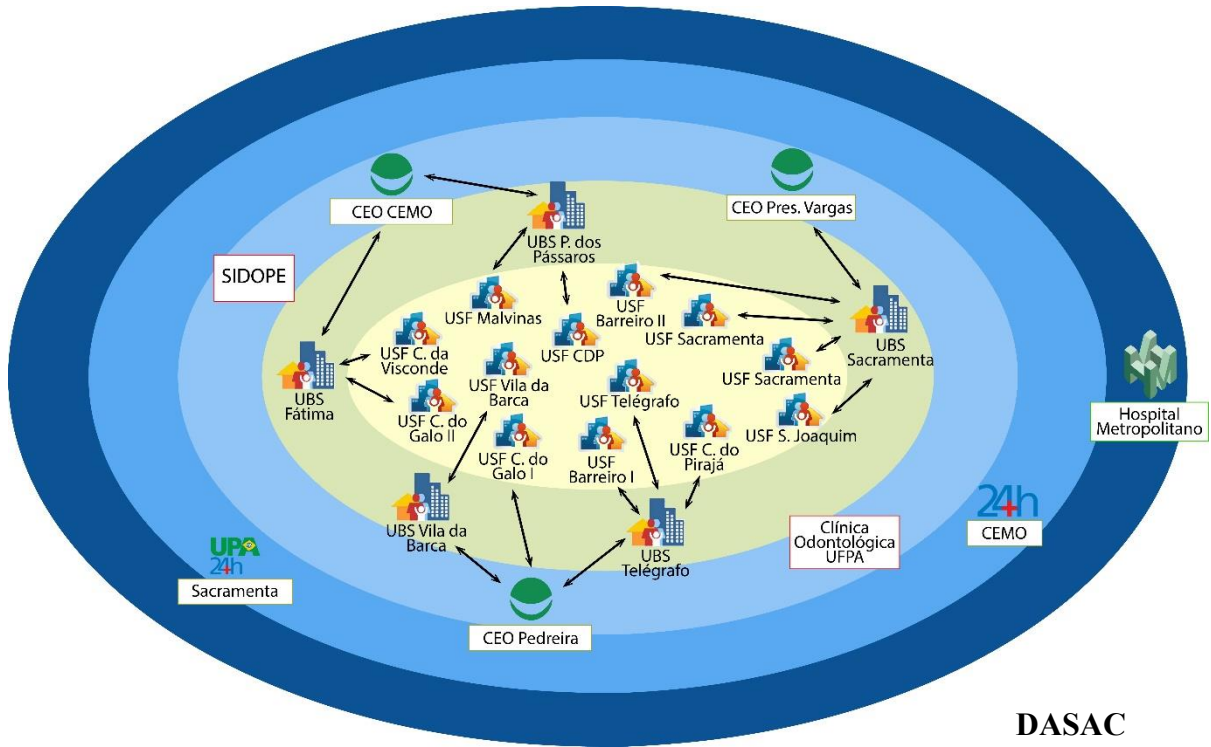 CEO CEMO
CEO Pres. Vargas
UBS P. dos
Pássaros
SIDOPE
USF Malvinas
USF
Barreiro II
USF Sacramenta
UBS
Sacramenta
USF C. da
Visconde
USF CDP
UBS
Fátima
USF Vila da
Barca
USF Telégrafo
USF Sacramenta
Hospital
Metropolitano
USF C. do
Galo II
USF C. do
Galo I
USF
Barreiro I
USF C. do
Pirajá
USF S. Joaquim
UBS Vila da
Barca
UBS
Telégrafo
Clínica
Odontológica
UFPA
24h
CEMO
UPA
24h
Sacramenta
CEO Pedreira
DASAC